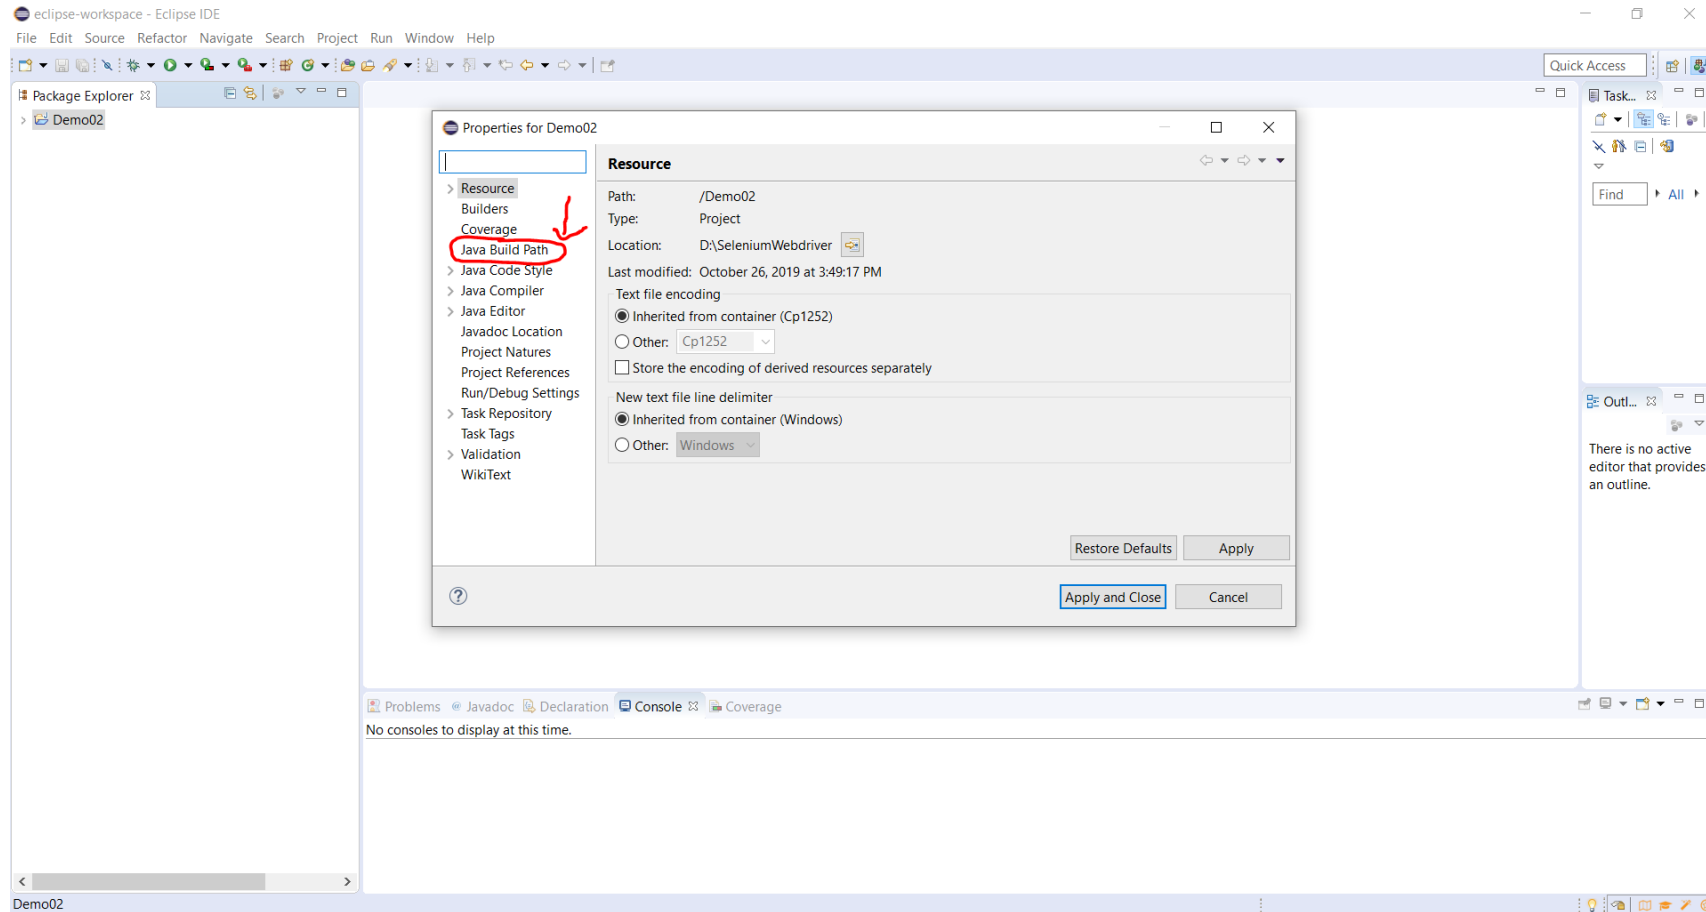 eclipse-workspace - Eclipse IDE
File Edit Source Refactor Navigate Search Project Run Window Help
Quick Access
Package Explorer
Demo02
Properties for Demo02
Resource
Builders
Coverage
Java Build Path
Java Code Style
Java Compiler
Java Editor
Javadoc Location
Project Natures
Project References
Run/Debug Settings
Task Repository
Task Tags
Validation
WikiText
Resource
Path: /Demo02
Type: Project
Location: D:\SeleniumWebdriver
Last modified: October 26, 2019 at 3:49:17 PM
Text file encoding
Inherited from container (Cp1252)
Other: Cp1252
Store the encoding of derived resources separately
New text file line delimiter
Inherited from container (Windows)
Other: Windows
Restore Defaults Apply
Apply and Close Cancel
Task...
Find All
Outl...
There is no active
editor that provides
an outline.
Problems @ Javadoc Declaration Console Coverage
No consoles to display at this time.
Demo02